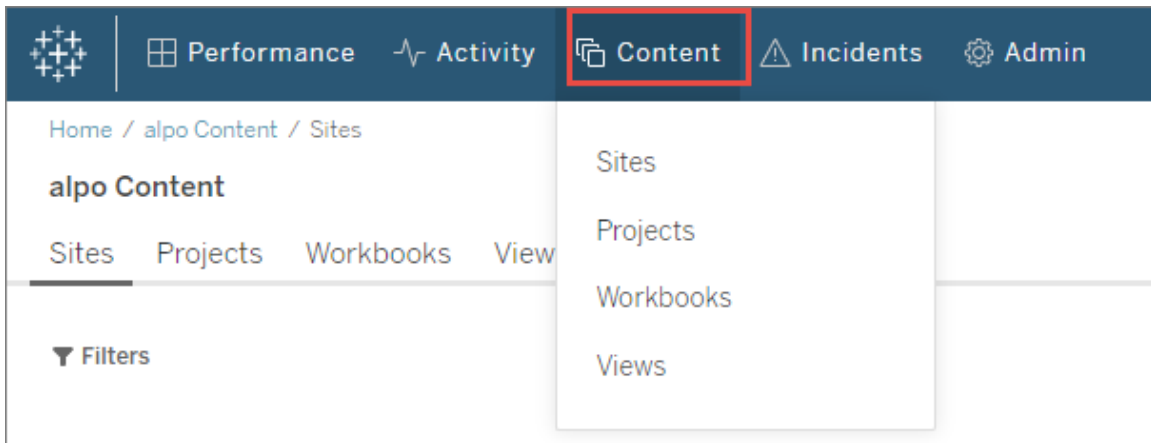 Performance Activity Content Incidents Admin
Home / alpo Content / Sites
alpo Content
Sites Projects Workbooks View
Filters
Sites
Projects
Workbooks
Views